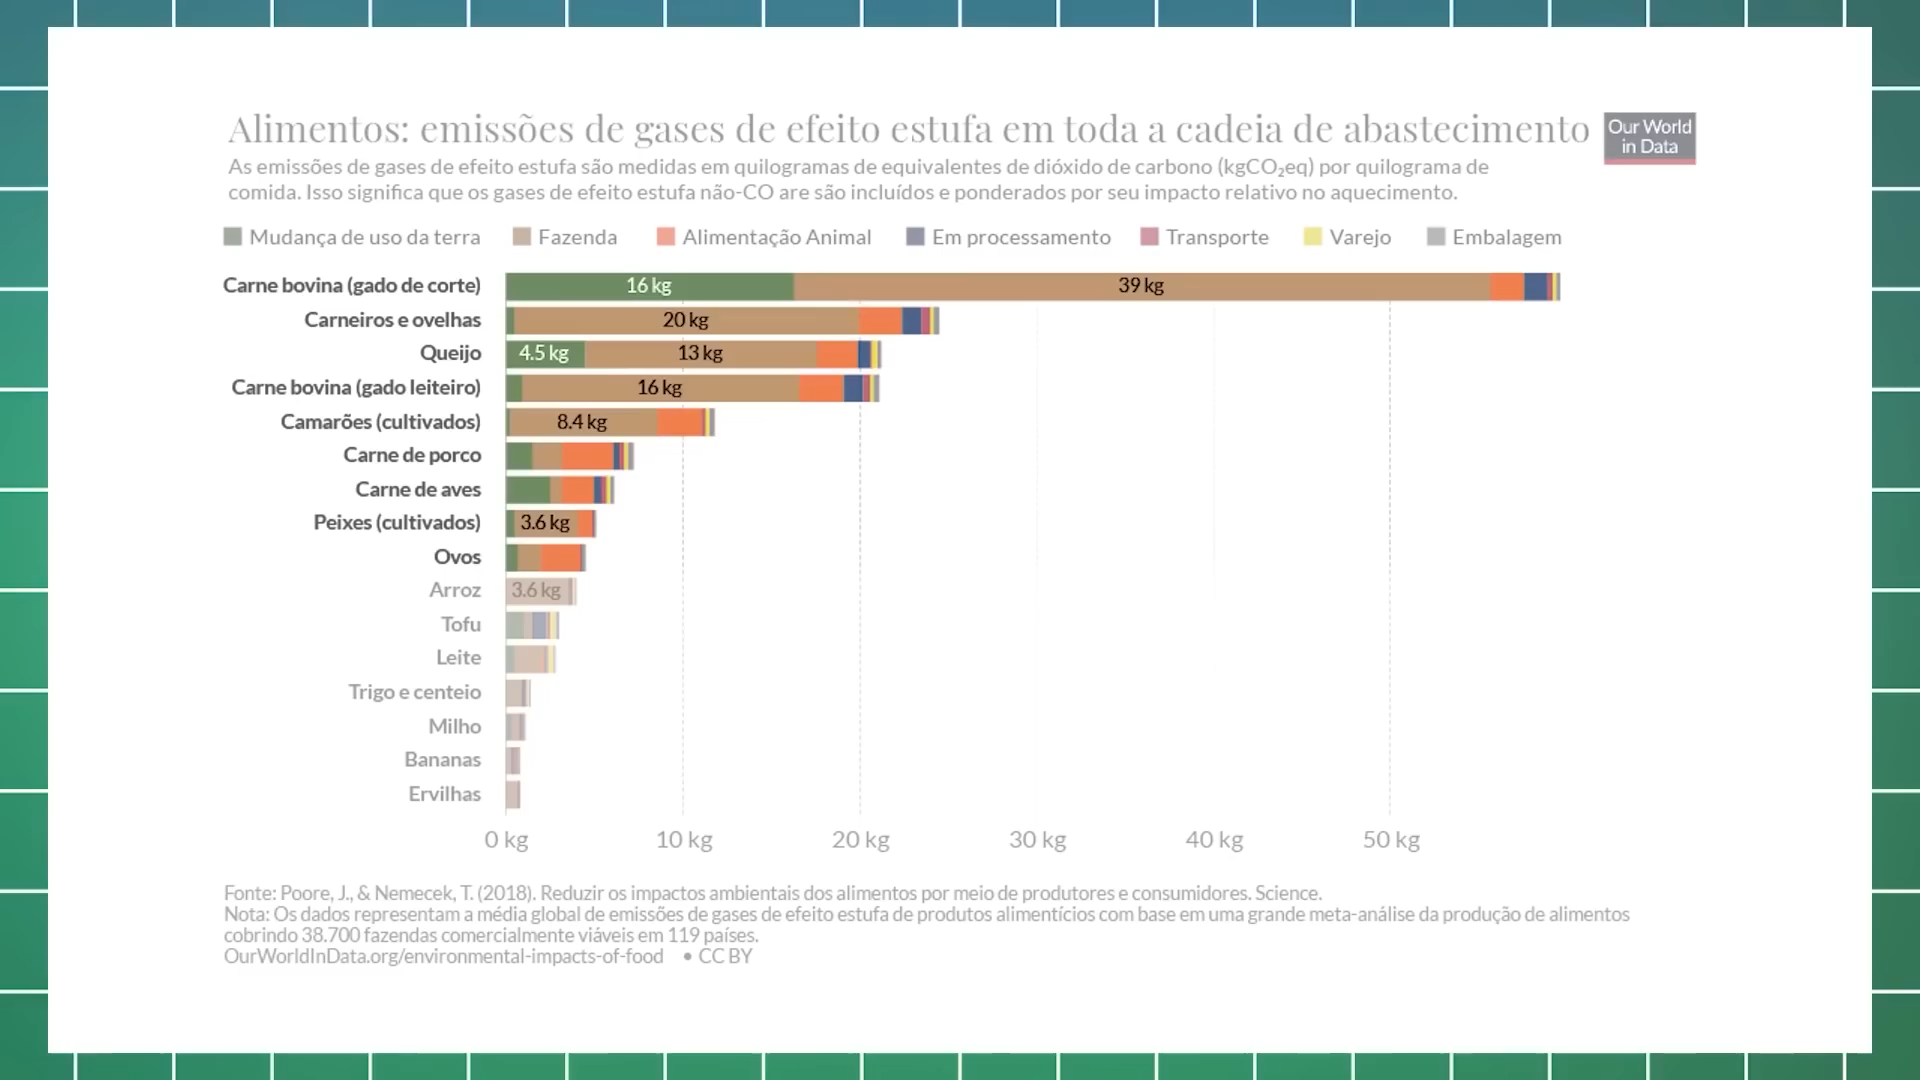 Alimentos: emissões de gases de efeito estufa em toda a cadeia de abastecimento
Our World
in Data
As emissões de gases de efeito estufa são medidas em quilogramas de equivalentes de dióxido de carbono (kgCO₂eq) por quilograma de
comida. Isso significa que os gases de efeito estufa não-CO are são incluídos e ponderados por seu impacto relativo no aquecimento.
Mudança de uso da terra Fazenda Alimentação Animal Em processamento Transporte Varejo Embalagem
Carne bovina (gado de corte) 16 kg 39 kg
Carneiros e ovelhas 20 kg
Queijo 4.5 kg 13 kg
Carne bovina (gado leiteiro) 16 kg
Camarões (cultivados) 8.4 kg
Carne de porco
Carne de aves
Peixes (cultivados) 3.6 kg
Ovos
Arroz 3.6 kg
Tofu
Leite
Trigo e centeio
Milho
Bananas
Ervilhas
0 kg 10 kg 20 kg 30 kg 40 kg 50 kg
Fonte: Poore, J., & Nemecek, T. (2018). Reduzir os impactos ambientais dos alimentos por meio de produtores e consumidores. Science.
Nota: Os dados representam a média global de emissões de gases de efeito estufa de produtos alimentícios com base em uma grande meta-análise da produção de alimentos
cobrindo 38.700 fazendas comercialmente viáveis em 119 países.
OurWorldInData.org/environmental-impacts-of-food • CC BY